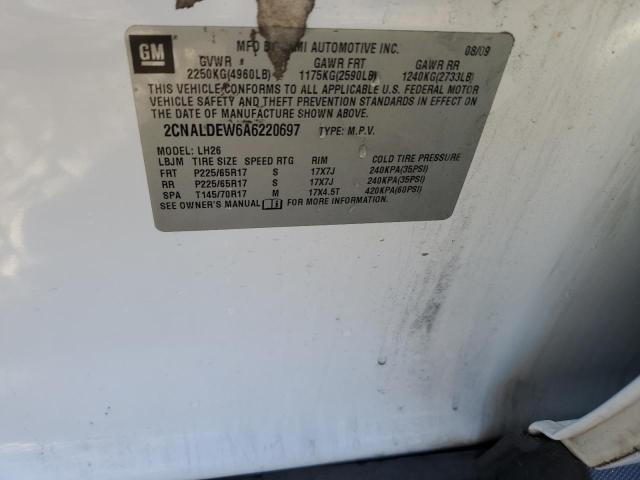 GM
MFD BY AMI AUTOMOTIVE INC. 08/09
GVWR GAWR FRT GAWR RR
2250KG(4960LB) 1175KG(2590LB) 1240KG(2733LB)
THIS VEHICLE CONFORMS TO ALL APPLICABLE U.S. FEDERAL MOTOR
VEHICLE SAFETY AND THEFT PREVENTION STANDARDS IN EFFECT ON
THE DATE OF MANUFACTURE SHOWN ABOVE.
2CNALDEW6A6220697 TYPE: M.P.V.
MODEL: LH26
LBJM TIRE SIZE SPEED RTG RIM COLD TIRE PRESSURE
FRT P225/65R17 S 17X7J 240KPA(35PSI)
RR P225/65R17 S 17X7J 240KPA(35PSI)
SPA T145/70R17 M 17X4.5T 420KPA(60PSI)
SEE OWNER'S MANUAL FOR MORE INFORMATION.